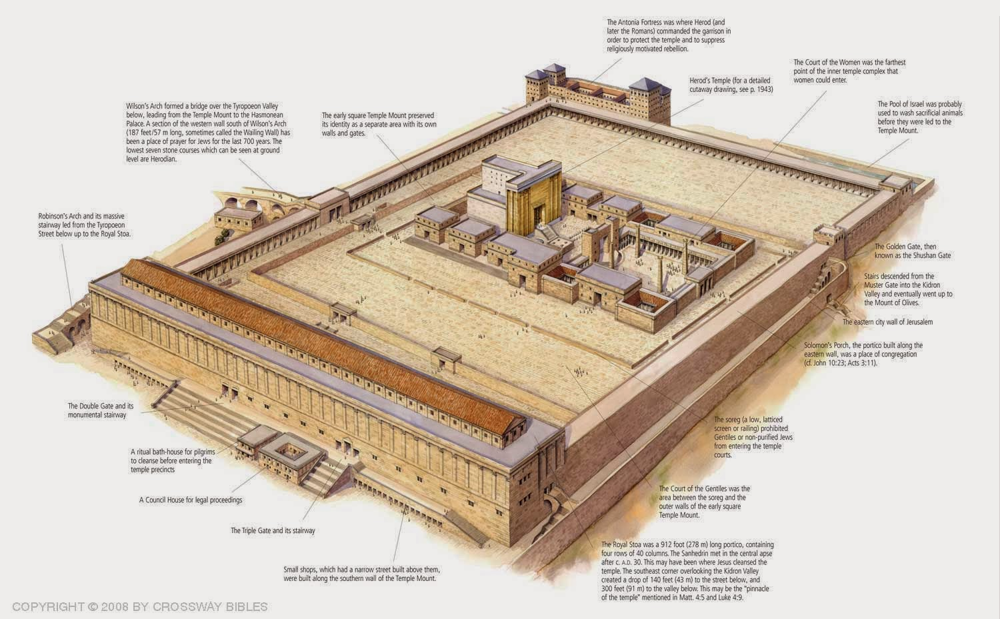 The Antonia Fortress was where Herod (and
later the Romans) commanded the garrison in
order to protect the temple and to suppress
religiously motivated rebellion.
The Court of the Women was the farthest
point of the inner temple complex that
women could enter.
Herod's Temple (for a detailed
cutaway drawing, see p. 1943)
The Pool of Israel was probably
used to wash sacrificial animals
before they were led to the
Temple Mount.
Wilson's Arch formed a bridge over the Tyropoeon Valley
below, leading from the Temple Mount to the Hasmonean
Palace. A section of the western wall south of Wilson's Arch
(187 feet/57 m long, sometimes called the Wailing Wall) has
been a place of prayer for Jews for the last 700 years. The
lowest seven stone courses which can be seen at ground
level are Herodian.
The early square Temple Mount preserved
its identity as a separate area with its own
walls and gates.
Robinson's Arch and its massive
stairway led from the Tyropoeon
Street below up to the Royal Stoa.
The Golden Gate, then
known as the Shushan Gate
Stairs descended from the
Muster Gate into the Kidron
Valley and eventually went up to
the Mount of Olives.
The eastern city wall of Jerusalem
Solomon's Porch, the portico built along the
eastern wall, was a place of congregation
(cf. John 10:23; Acts 3:11).
The Double Gate and its
monumental stairway
The soreg (a low, latticed
screen or railing) prohibited
Gentiles or non-purified Jews
from entering the temple
courts.
A ritual bath-house for pilgrims
to cleanse before entering the
temple precincts
A Council House for legal proceedings
The Court of the Gentiles was the
area between the soreg and the
outer walls of the early square
Temple Mount.
The Triple Gate and its stairway
The Royal Stoa was a 912 foot (278 m) long portico, containing
four rows of 40 columns. The Sanhedrin met in the central apse
after c. A.D. 30. This may have been where Jesus cleansed the
temple. The southeast corner overlooking the Kidron Valley
created a drop of 140 feet (43 m) to the street below, and
300 feet (91 m) to the valley below. This may be the "pinnacle
of the temple" mentioned in Matt. 4:5 and Luke 4:9.
Small shops, which had a narrow street built above them,
were built along the southern wall of the Temple Mount.
COPYRIGHT © 2008 BY CROSSWAY BIBLES